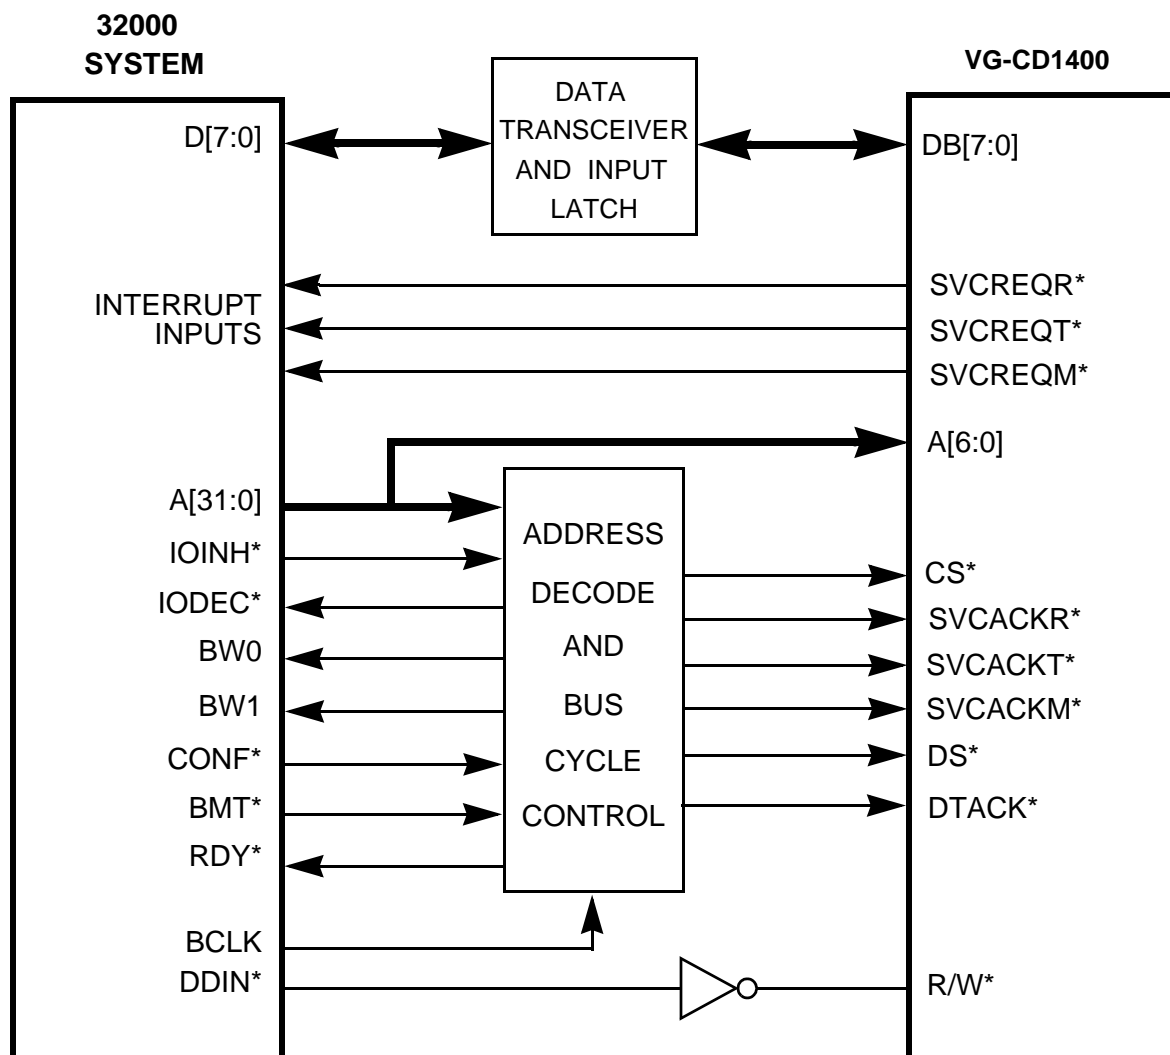 32000
SYSTEM
VG-CD1400
DATA
TRANSCEIVER
AND INPUT
LATCH
D[7:0]
DB[7:0]
INTERRUPT
INPUTS
SVCREQR*
SVCREQT*
SVCREQM*
A[6:0]
A[31:0]
IOINH*
IODEC*
BW0
BW1
CONF*
BMT*
RDY*
BCLK
DDIN*
ADDRESS
DECODE
AND
BUS
CYCLE
CONTROL
CS*
SVCACKR*
SVCACKT*
SVCACKM*
DS*
DTACK*
R/W*